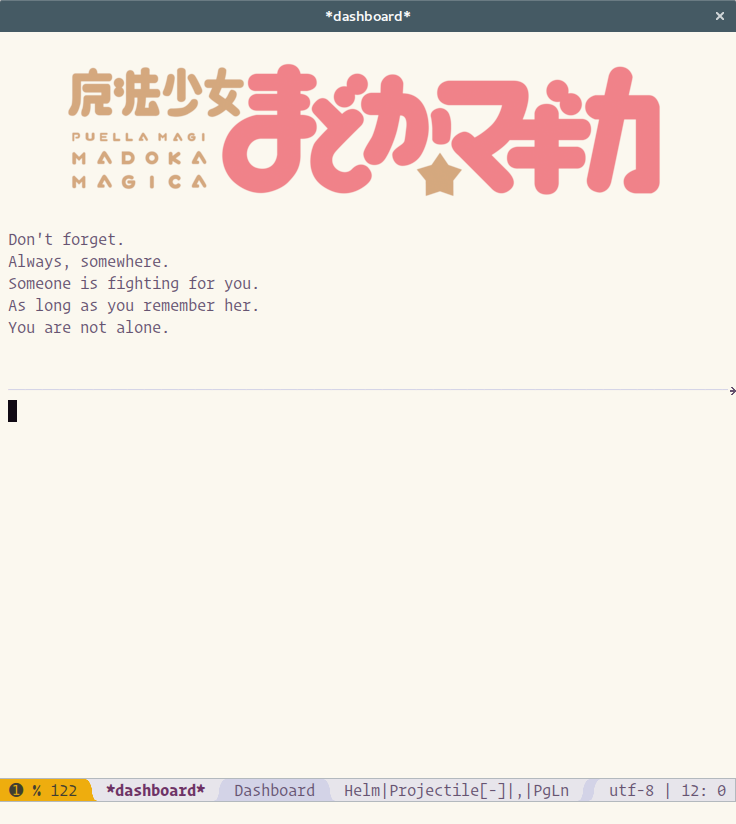 *dashboard*
魔法少女
まどか★マギカ
PUELLA MAGI
MADOKA
MAGICA
Don't forget.
Always, somewhere.
Someone is fighting for you.
As long as you remember her.
You are not alone.
❶ % 122 *dashboard* Dashboard Helm|Projectile[-]|,|PgLn utf-8 | 12: 0